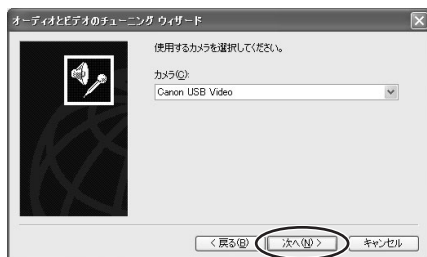 オーディオとビデオのチューニング ウィザード
使用するカメラを選択してください。
カメラ(C):
Canon USB Video
< 戻る(B)
次へ(N) >
キャンセル